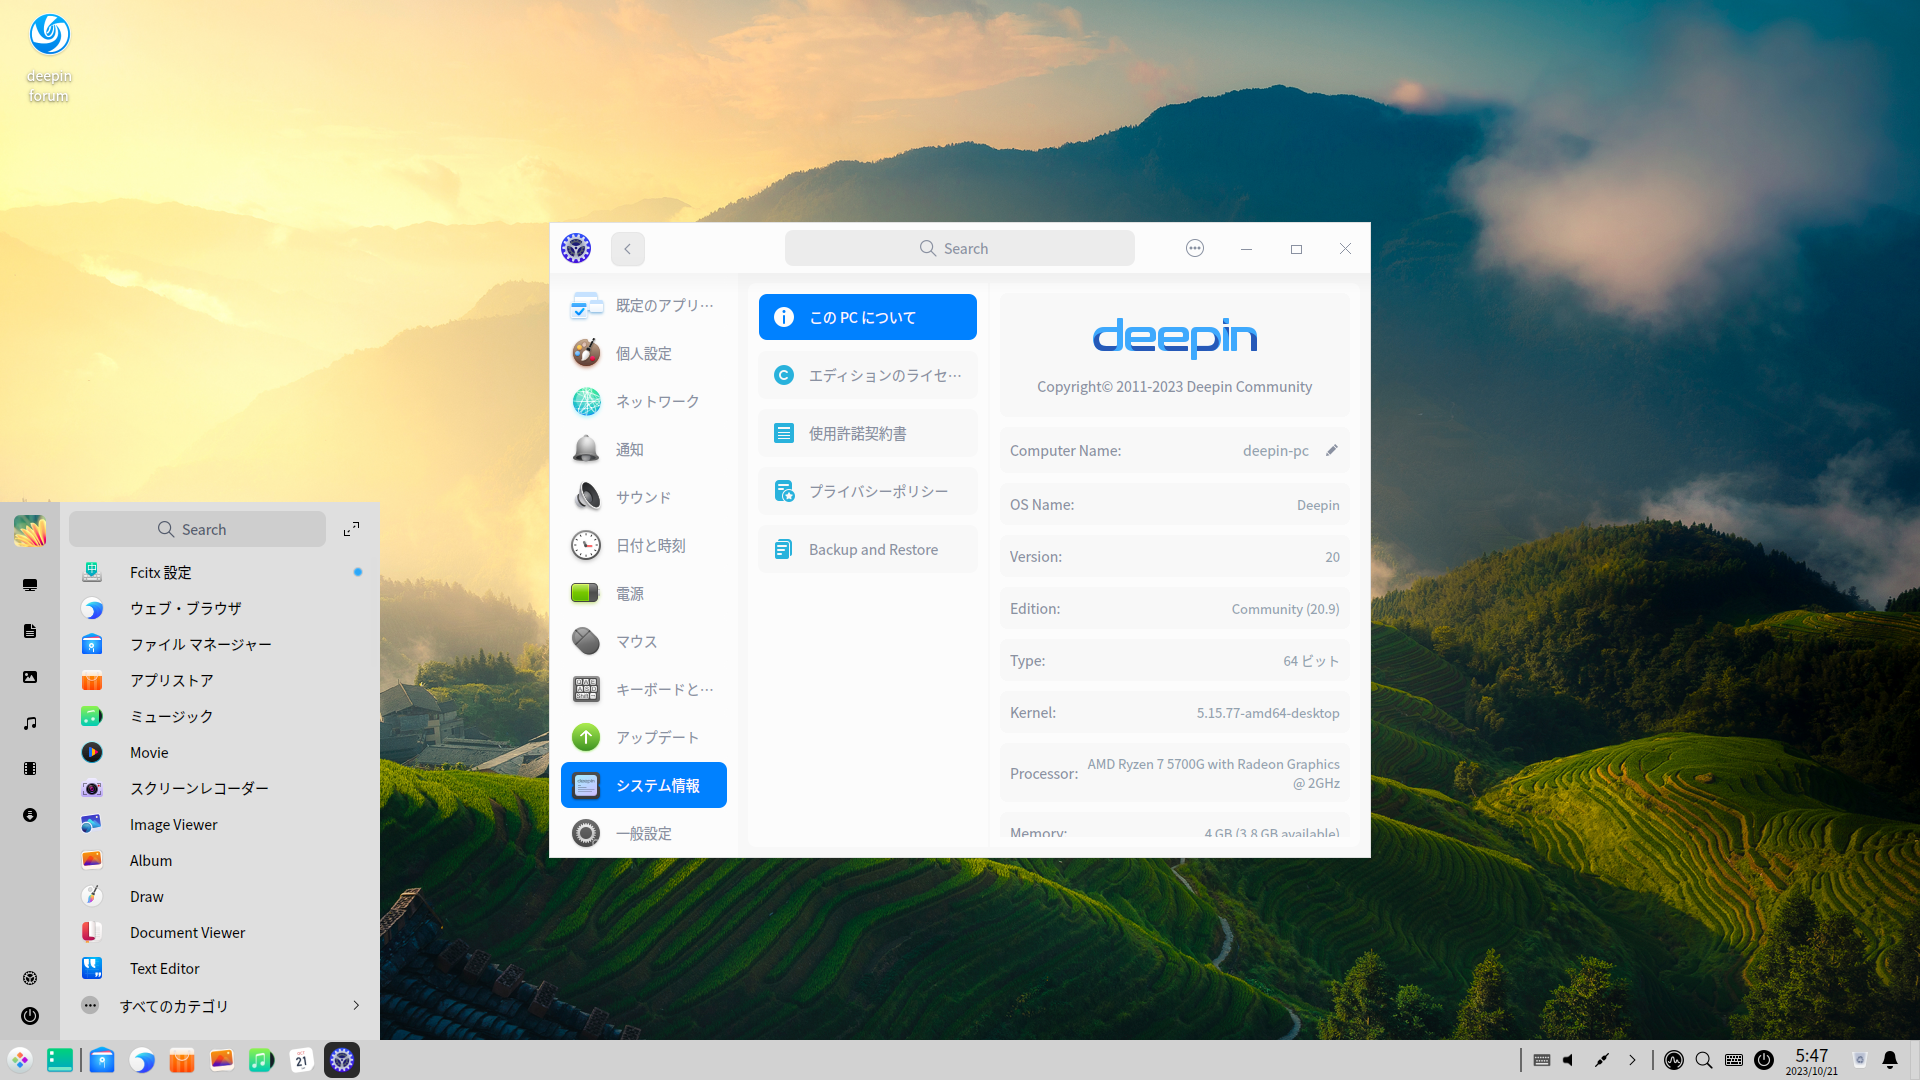 deepin
forum
Search
既定のアプリ…
個人設定
ネットワーク
通知
サウンド
日付と時刻
電源
マウス
キーボードと…
アップデート
システム情報
一般設定
この PC について
エディションのライセ…
使用許諾契約書
プライバシーポリシー
Backup and Restore
deepin
Copyright© 2011-2023 Deepin Community
Computer Name: deepin-pc
OS Name: Deepin
Version: 20
Edition: Community (20.9)
Type: 64 ビット
Kernel: 5.15.77-amd64-desktop
Processor: AMD Ryzen 7 5700G with Radeon Graphics
@ 2GHz
Memory: 4 GB (3.8 GB available)
Search
Fcitx 設定
ウェブ・ブラウザ
ファイル マネージャー
アプリストア
ミュージック
Movie
スクリーンレコーダー
Image Viewer
Album
Draw
Document Viewer
Text Editor
すべてのカテゴリ
21
5:47
2023/10/21